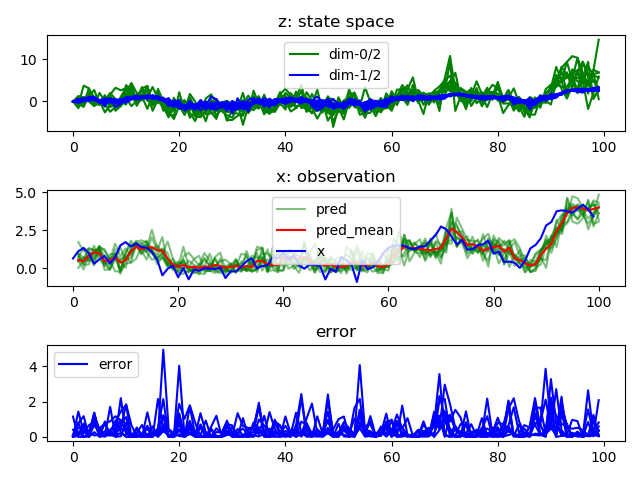 z: state space
10
0
dim-0/2
dim-1/2
0 20 40 60 80 100
x: observation
5.0
2.5
0.0
pred
pred_mean
x
0 20 40 60 80 100
error
4
2
0
error
0 20 40 60 80 100